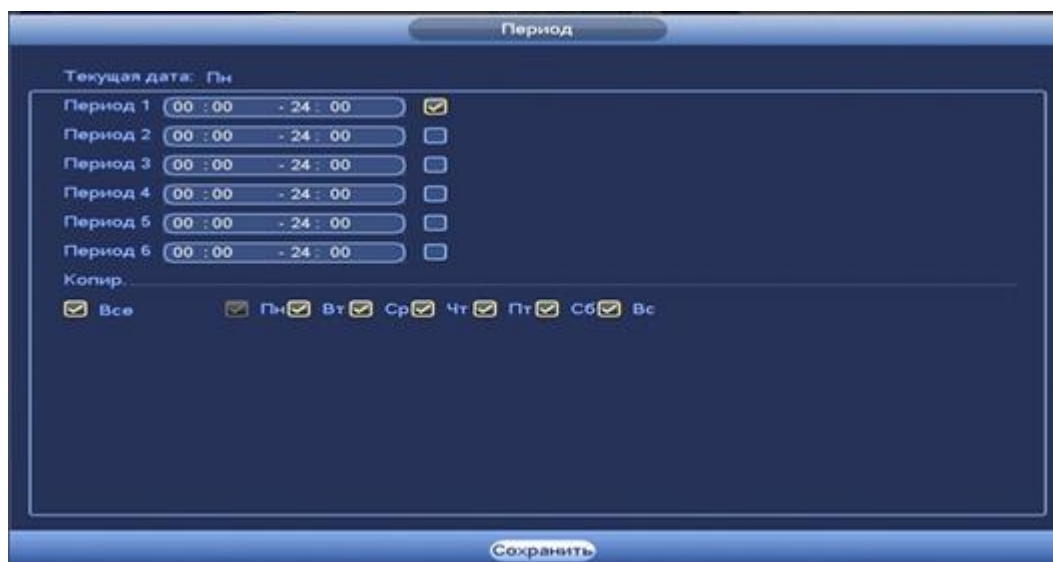 Период
Текущая дата: Пн
Период 1 00 : 00 - 24 : 00
Период 2 00 : 00 - 24 : 00
Период 3 00 : 00 - 24 : 00
Период 4 00 : 00 - 24 : 00
Период 5 00 : 00 - 24 : 00
Период 6 00 : 00 - 24 : 00
Копир.
Все Пн Вт Ср Чт Пт Сб Вс
Сохранить